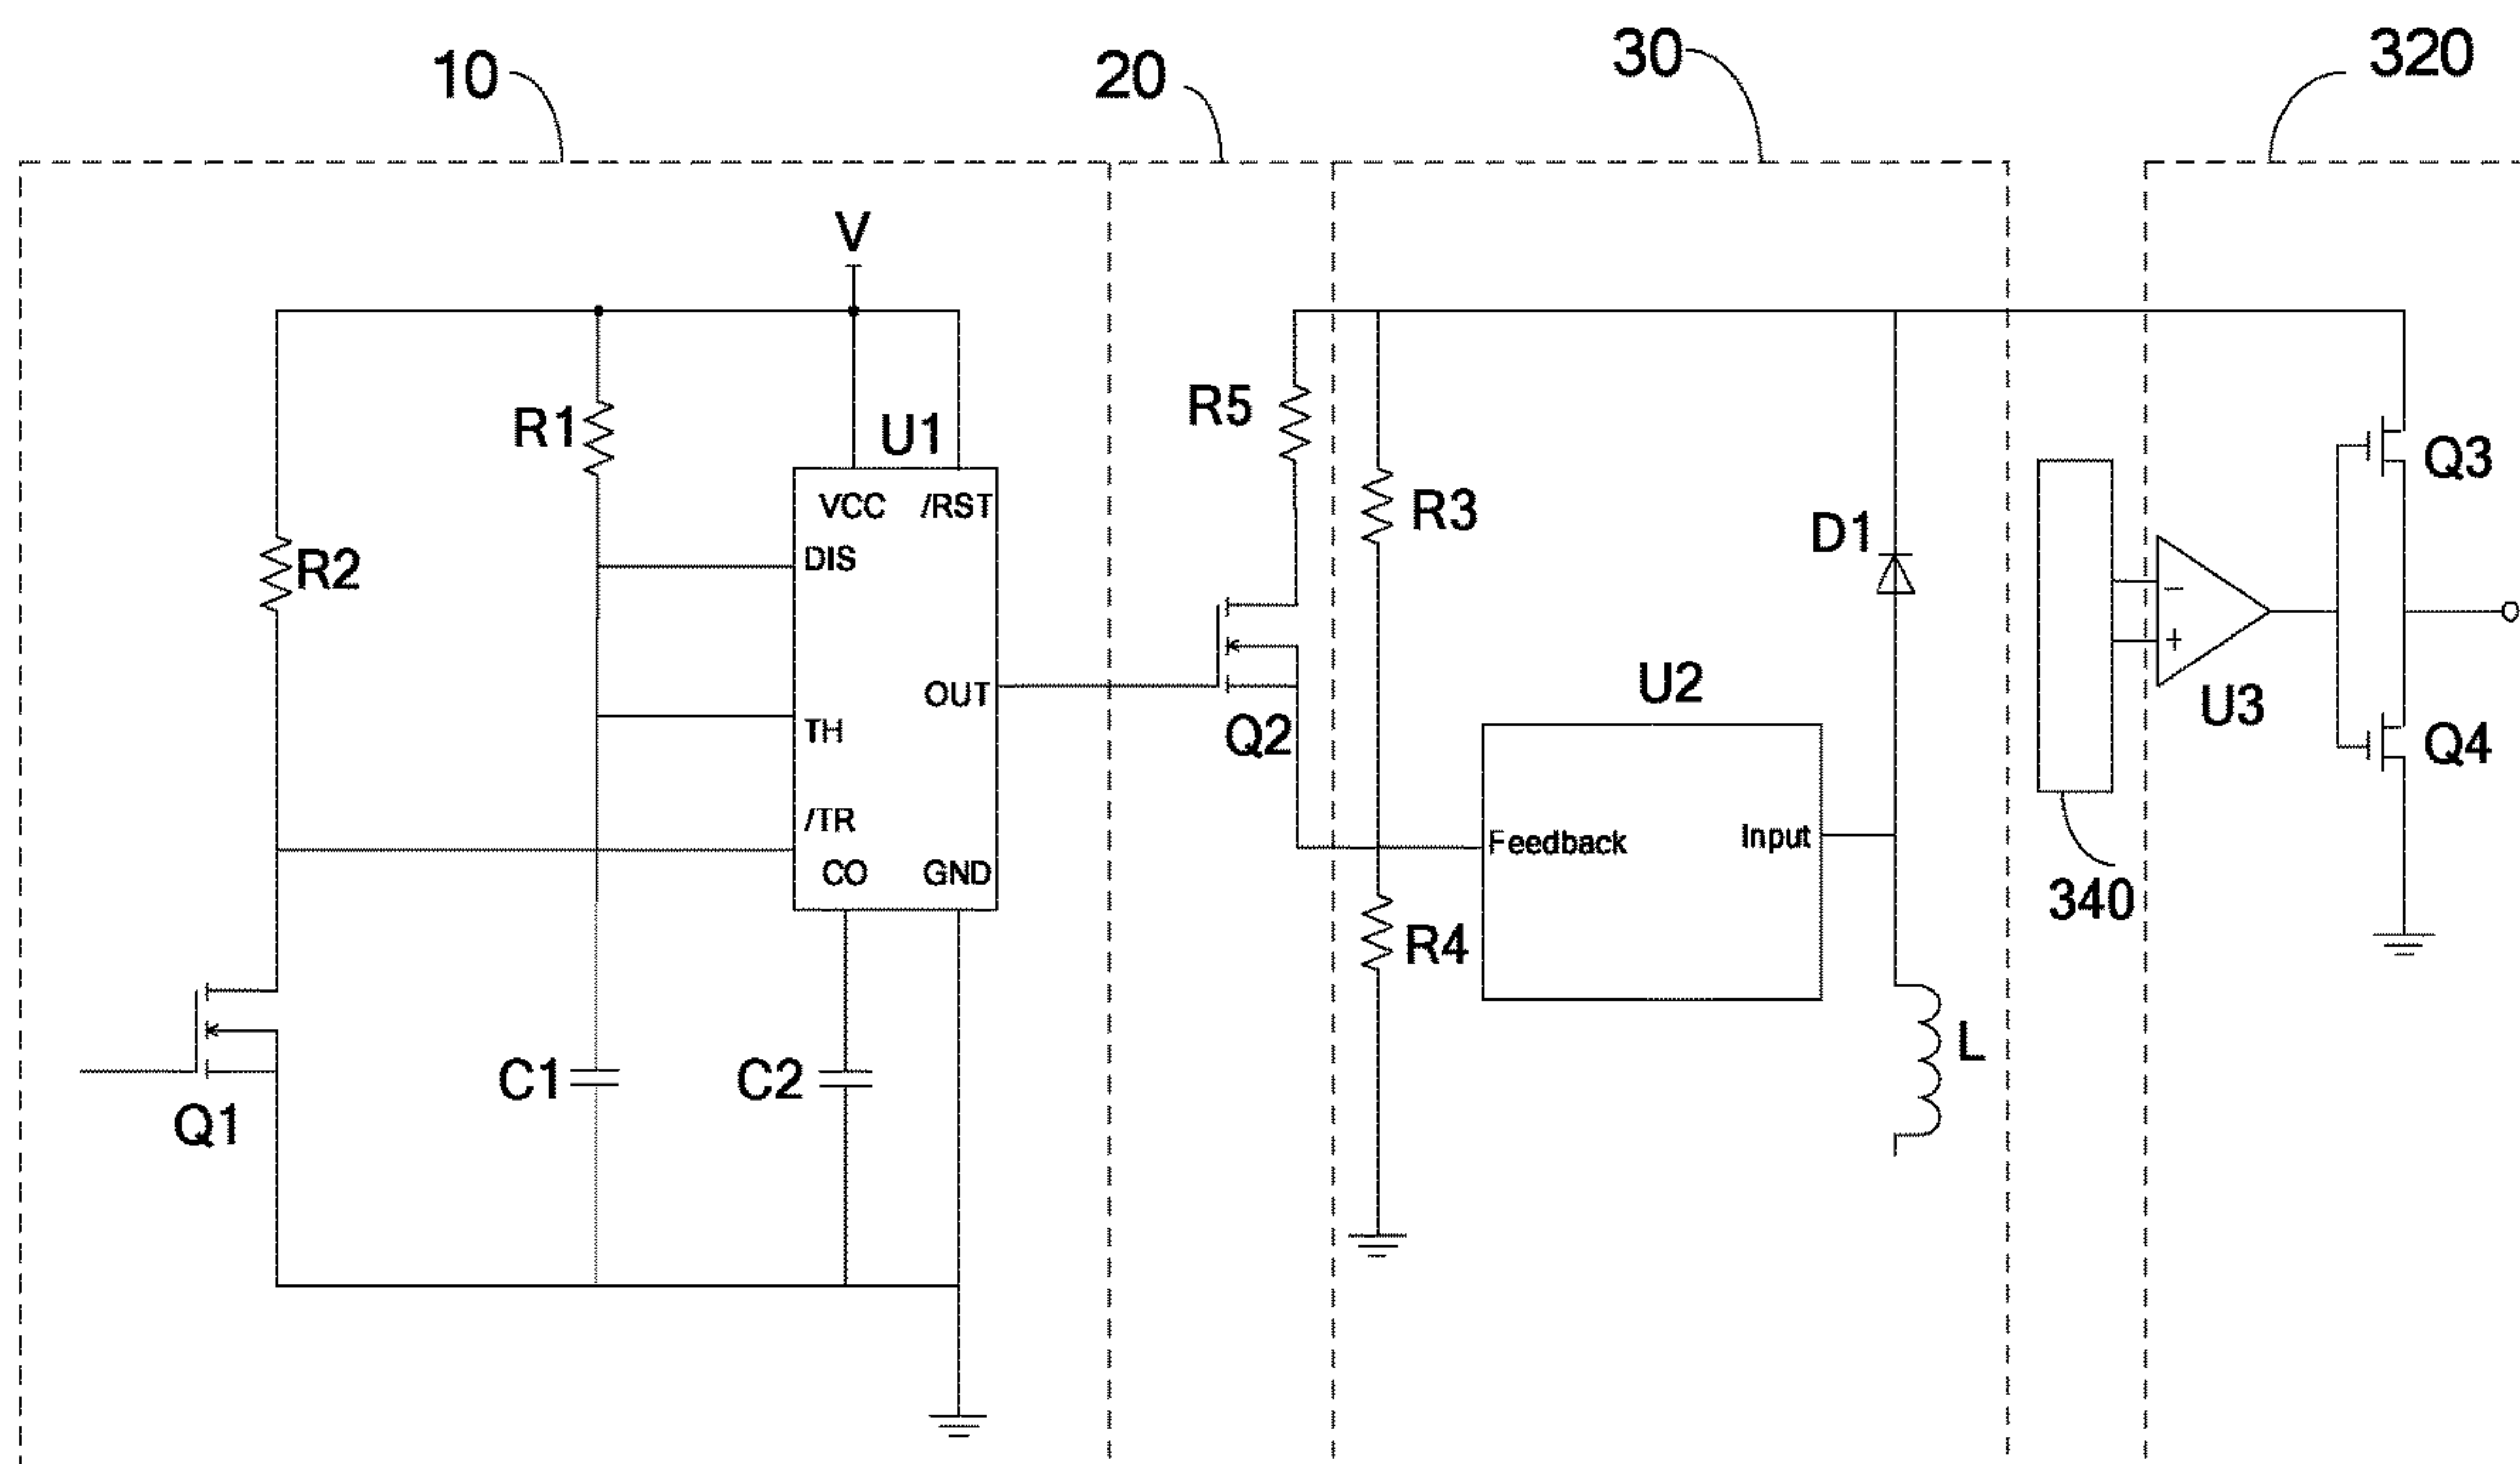 10
20
30
320
V
R1
U1
R5
R3
Q3
VCC /RST
R2
DIS
D1
OUT
TH
Q2
U2
U3
Q4
/TR
Feedback
Input
CO GND
340
R4
C1
C2
L
Q1